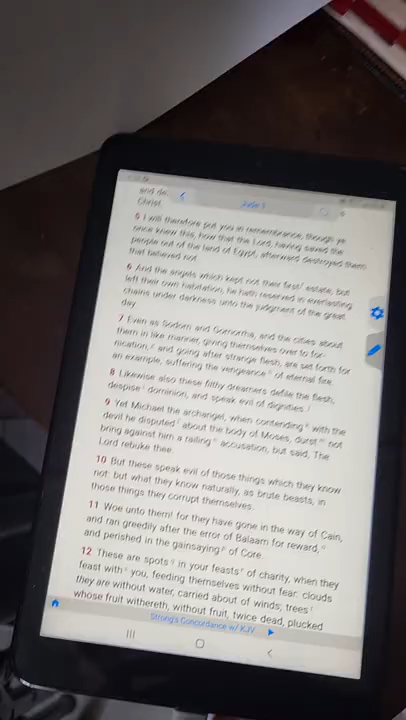 and de
Jude 1
Christ.
5 I will therefore put you in remembrance, though ye
once knew this, how that the Lord, having saved the
people out of the land of Egypt, afterward destroyed them
that believed not.
6 And the angels which kept not their first estate, but
left their own habitation, he hath reserved in everlasting
chains under darkness unto the judgment of the great
day.
7 Even as Sodom and Gomorrha, and the cities about
them in like manner, giving themselves over to for-
nication, and going after strange flesh, are set forth for
an example, suffering the vengeance of eternal fire.
8 Likewise also these filthy dreamers defile the flesh,
despise dominion, and speak evil of dignities.
9 Yet Michael the archangel, when contending with the
devil he disputed about the body of Moses, durst not
bring against him a railing accusation, but said, The
Lord rebuke thee.
10 But these speak evil of those things which they know
not: but what they know naturally, as brute beasts, in
those things they corrupt themselves.
11 Woe unto them! for they have gone in the way of Cain,
and ran greedily after the error of Balaam for reward,
and perished in the gainsaying of Core.
12 These are spots in your feasts of charity, when they
feast with you, feeding themselves without fear: clouds
they are without water, carried about of winds; trees
whose fruit withereth, without fruit, twice dead, plucked
Strong's Concordance w/ KJV